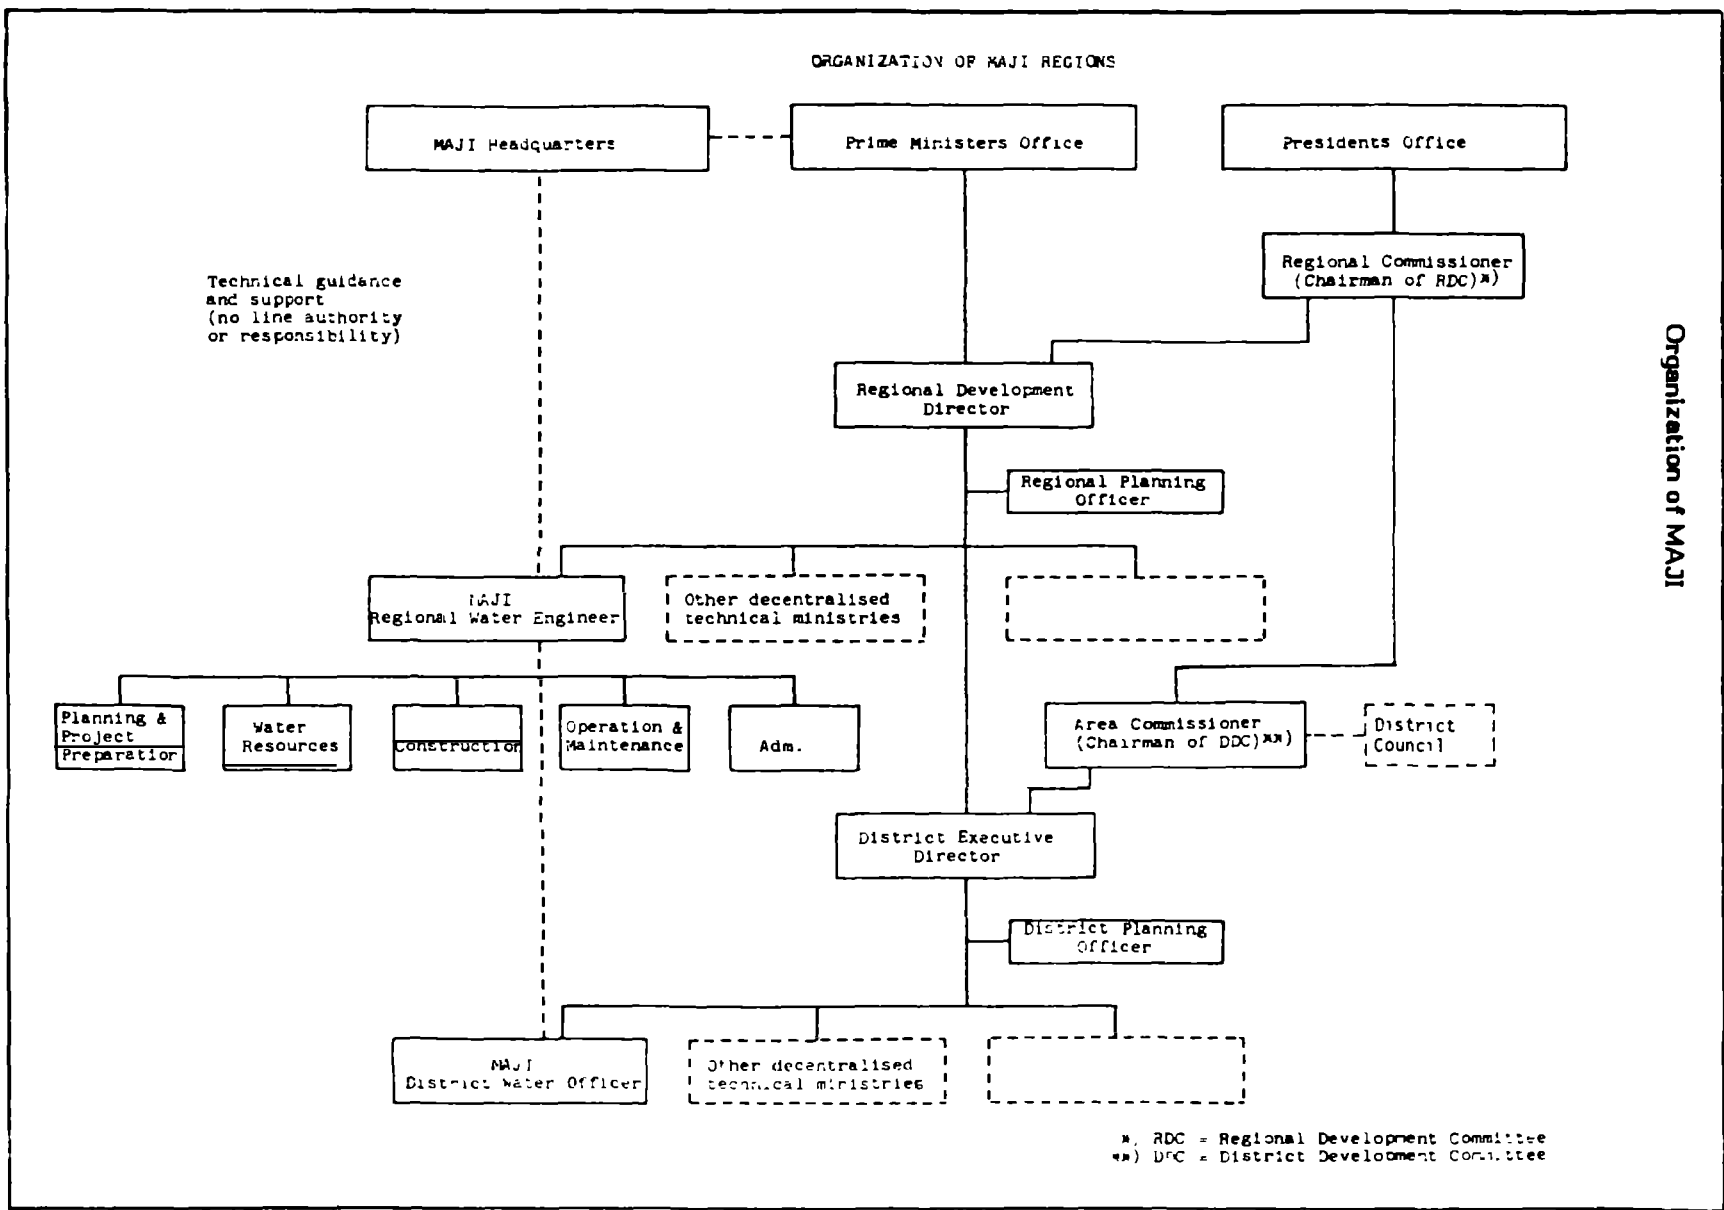 ORGANIZATION OF MAJI REGIONS
MAJI Headquarters
Prime Ministers Office
Presidents Office
Regional Commissioner
(Chairman of RDC)*)
Technical guidance
and support
(no line authority
or responsibility)
Regional Development
Director
Regional Planning
Officer
MAJI
Regional Water Engineer
Other decentralised
technical ministries
Planning &
Project
Preparation
Water
Resources
Construction
Operation &
Maintenance
Adm.
Area Commissioner
(Chairman of DDC)**)
District
Council
District Executive
Director
District Planning
Officer
MAJI
District Water Officer
Other decentralised
technical ministries
*, RDC = Regional Development Committee
**) DDC = District Development Committee
Organization of MAJI